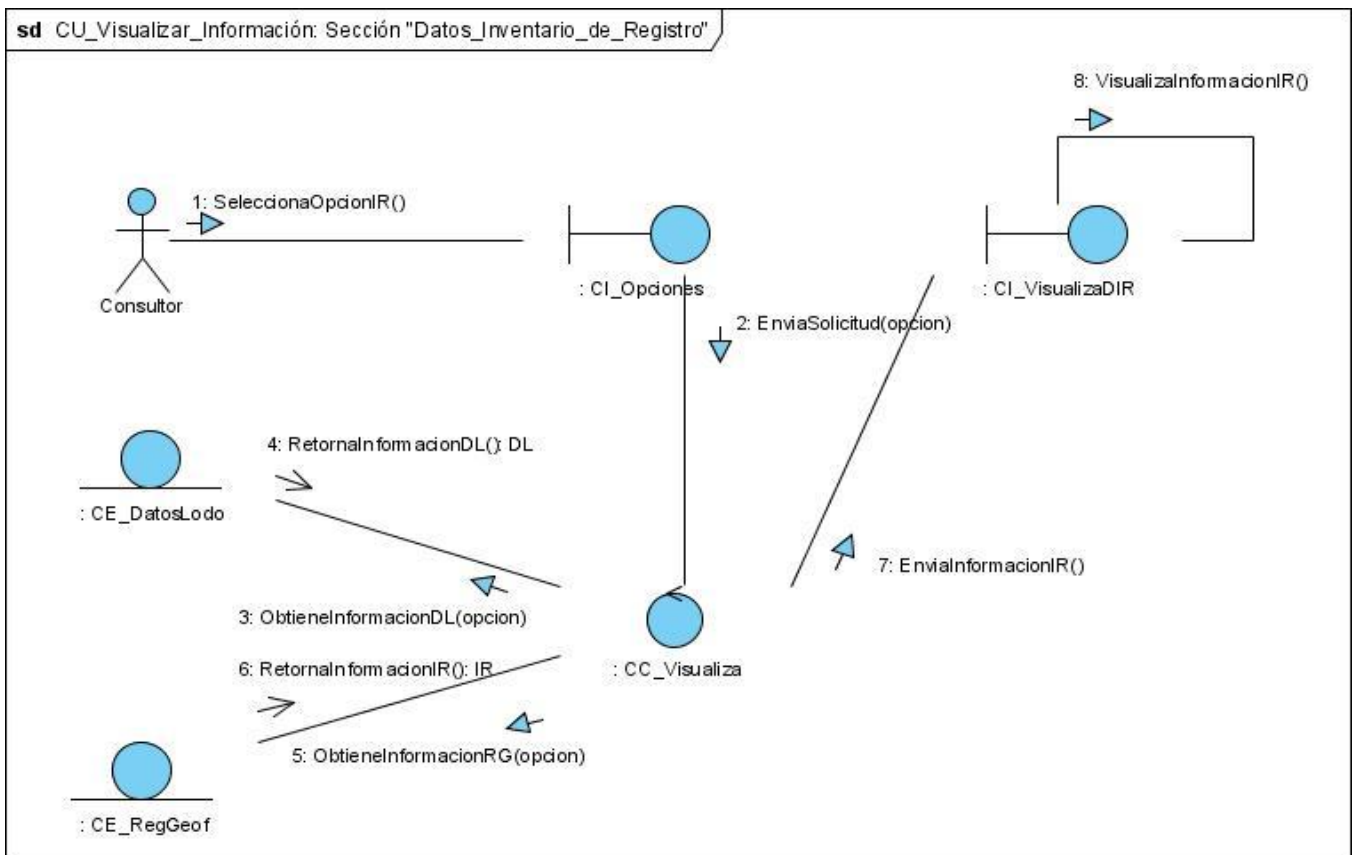 sd CU_Visualizar_Información: Sección "Datos_Inventario_de_Registro"
8: VisualizaInformacionIR()
1: SeleccionaOpcionIR()
Consultor
: CI_Opciones
: CI_VisualizaDIR
2: EnviaSolicitud(opcion)
4: RetornaInformacionDL(): DL
: CE_DatosLodo
7: EnviaInformacionIR()
3: ObtieneInformacionDL(opcion)
6: RetornaInformacionIR(): IR
: CC_Visualiza
5: ObtieneInformacionRG(opcion)
: CE_RegGeof